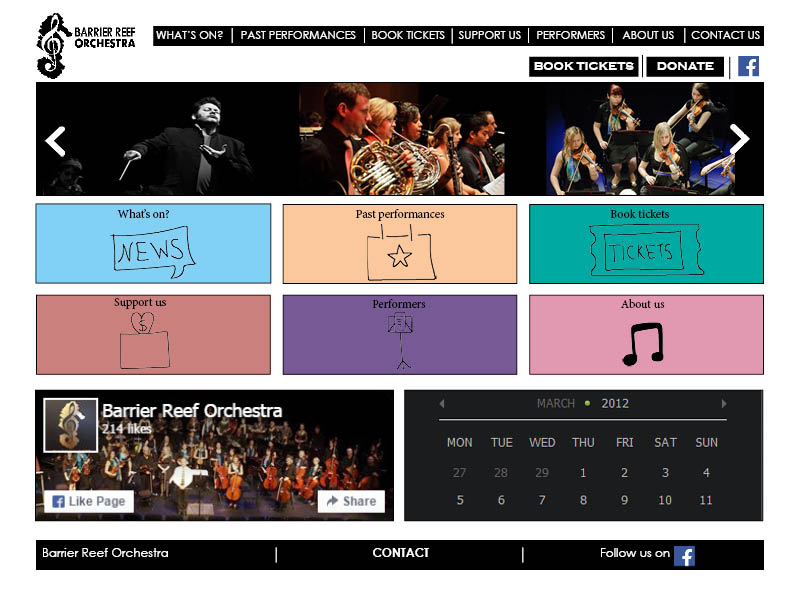 BARRIER REEF
ORCHESTRA
WHAT'S ON? | PAST PERFORMANCES | BOOK TICKETS | SUPPORT US | PERFORMERS | ABOUT US | CONTACT US
BOOK TICKETS | DONATE | f
What's on?
NEWS
Past performances
Book tickets
TICKETS
Support us
$
Performers
About us
Barrier Reef Orchestra
214 likes
f Like Page
Share
MARCH • 2012
MON TUE WED THU FRI SAT SUN
27 28 29 1 2 3 4
5 6 7 8 9 10 11
Barrier Reef Orchestra | CONTACT | Follow us on f